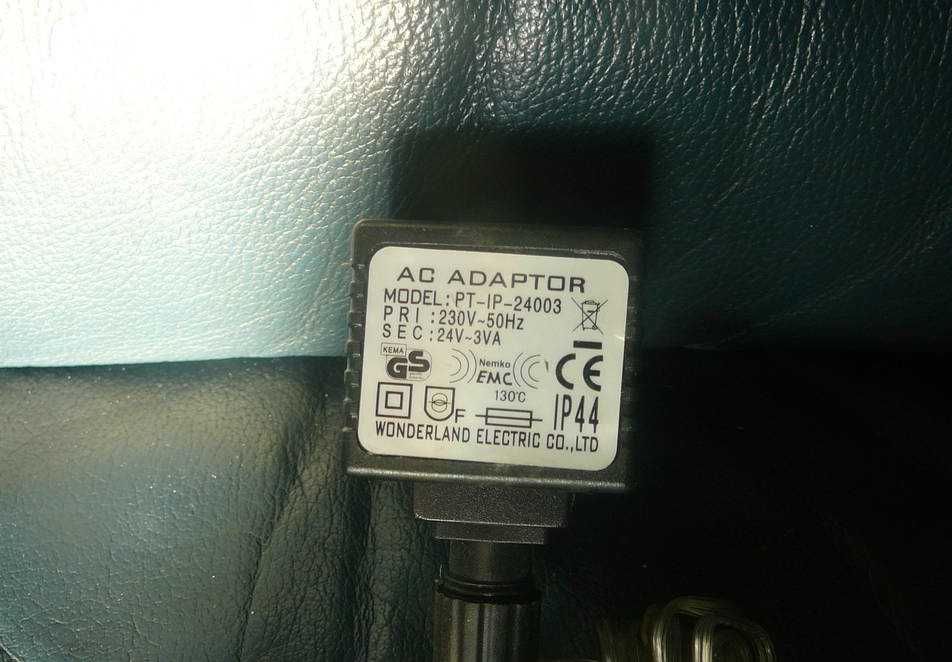 AC ADAPTOR
MODEL: PT-IP-24003
PRI : 230V~50Hz
SEC : 24V~3VA
KEMA
GS
Nemko
EMC
CE
130℃
F
IP44
WONDERLAND ELECTRIC CO.,LTD